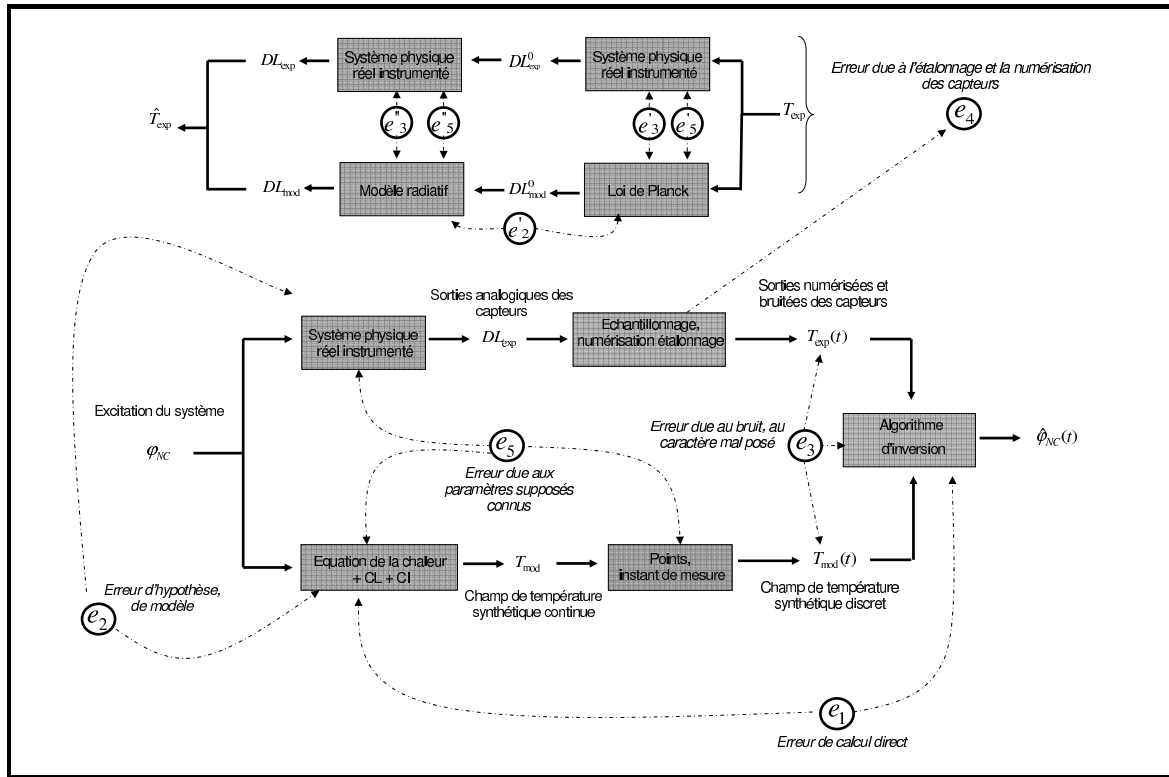 DL_exp
Système physique
réel instrumenté
DL^0_exp
Système physique
réel instrumenté
Erreur due à l'étalonnage et la numérisation
des capteurs
e_4
T̂_exp
e''_3
e''_5
e'_3
e'_5
T_exp
DL_mod
Modèle radiatif
DL^0_mod
Loi de Planck
e'_2
Sorties analogiques des
capteurs
Sorties numérisées et
bruitées des capteurs
Système physique
réel instrumenté
DL_exp
Echantillonnage,
numérisation étalonnage
T_exp(t)
Excitation du système
φ_NC
e_5
Erreur due aux
paramètres supposés
connus
Erreur due au bruit, au
caractère mal posé
e_3
Algorithme
d'inversion
φ̂_NC(t)
Equation de la chaleur
+ CL + CI
T_mod
Points,
instant de mesure
T_mod(t)
Champ de température
synthétique continue
Champ de température
synthétique discret
Erreur d'hypothèse,
de modèle
e_2
e_1
Erreur de calcul direct